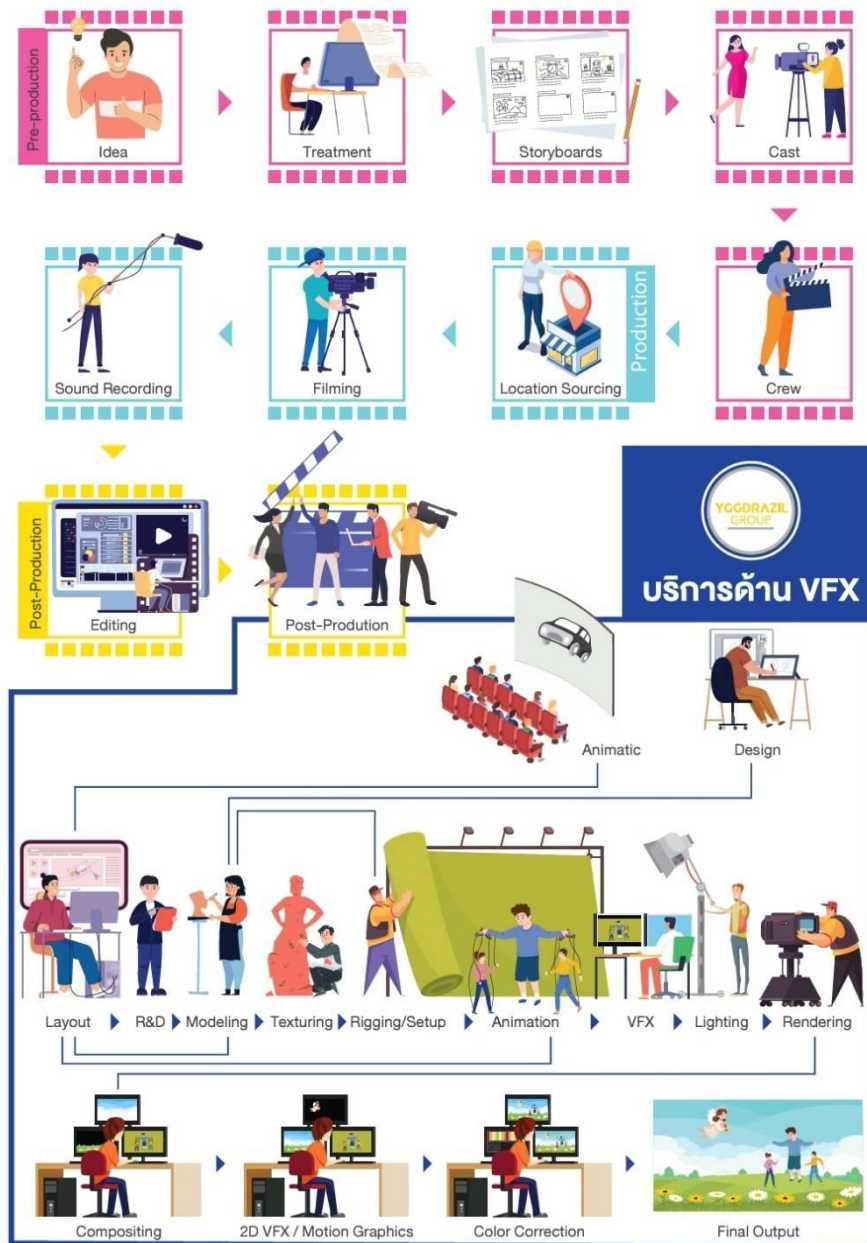 Pre-production
Idea
Treatment
Storyboards
Cast
Sound Recording
Filming
Location Sourcing
Production
Crew
Post-Production
Editing
Post-Prodution
YGGDRAZIL
GROUP
บริการด้าน VFX
Animatic
Design
Layout
R&D
Modeling
Texturing
Rigging/Setup
Animation
VFX
Lighting
Rendering
Compositing
2D VFX / Motion Graphics
Color Correction
Final Output